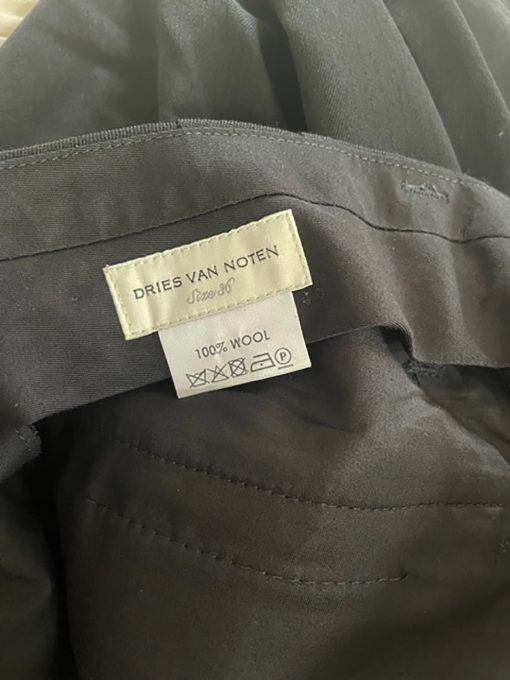 DRIES VAN NOTEN
Size 36
100% WOOL
P